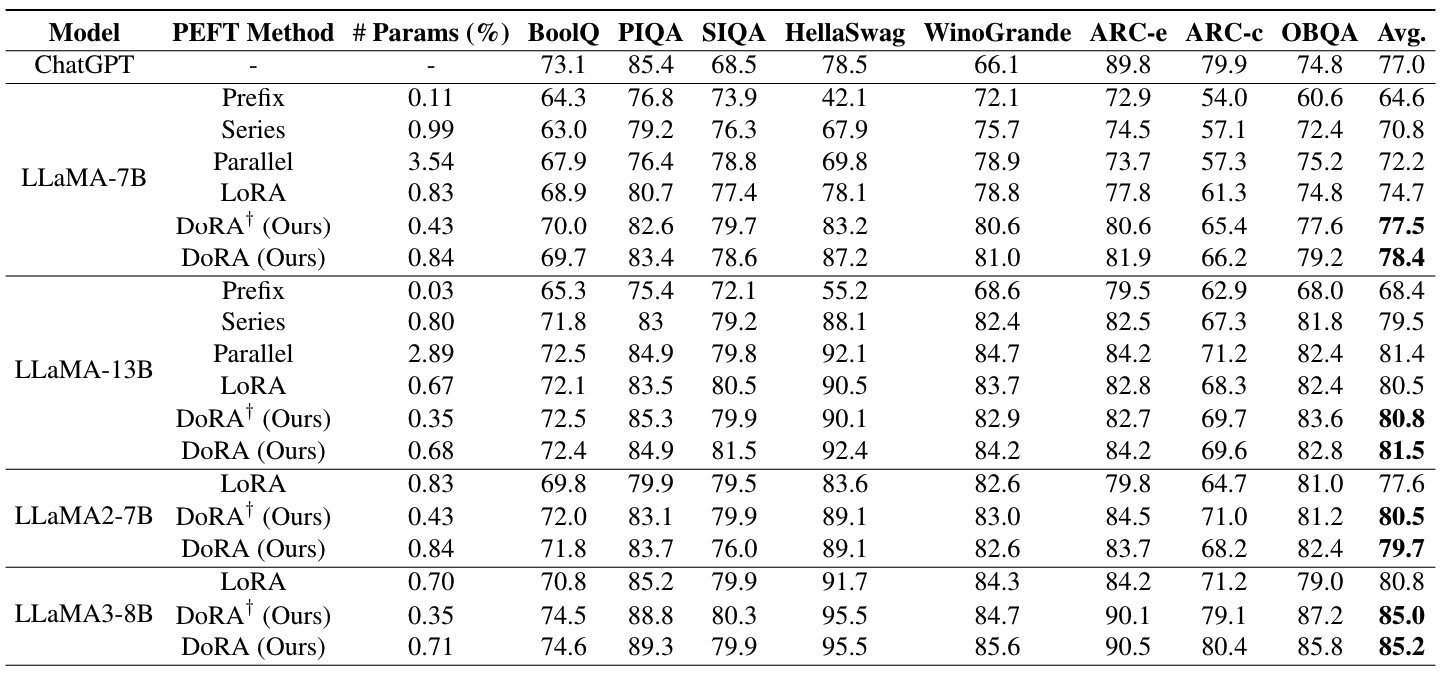 Model PEFT Method # Params (%) BoolQ PIQA SIQA HellaSwag WinoGrande ARC-e ARC-c OBQA Avg.
ChatGPT - - 73.1 85.4 68.5 78.5 66.1 89.8 79.9 74.8 77.0
LLaMA-7B
Prefix 0.11 64.3 76.8 73.9 42.1 72.1 72.9 54.0 60.6 64.6
Series 0.99 63.0 79.2 76.3 67.9 75.7 74.5 57.1 72.4 70.8
Parallel 3.54 67.9 76.4 78.8 69.8 78.9 73.7 57.3 75.2 72.2
LoRA 0.83 68.9 80.7 77.4 78.1 78.8 77.8 61.3 74.8 74.7
DoRA† (Ours) 0.43 70.0 82.6 79.7 83.2 80.6 80.6 65.4 77.6 77.5
DoRA (Ours) 0.84 69.7 83.4 78.6 87.2 81.0 81.9 66.2 79.2 78.4
LLaMA-13B
Prefix 0.03 65.3 75.4 72.1 55.2 68.6 79.5 62.9 68.0 68.4
Series 0.80 71.8 83 79.2 88.1 82.4 82.5 67.3 81.8 79.5
Parallel 2.89 72.5 84.9 79.8 92.1 84.7 84.2 71.2 82.4 81.4
LoRA 0.67 72.1 83.5 80.5 90.5 83.7 82.8 68.3 82.4 80.5
DoRA† (Ours) 0.35 72.5 85.3 79.9 90.1 82.9 82.7 69.7 83.6 80.8
DoRA (Ours) 0.68 72.4 84.9 81.5 92.4 84.2 84.2 69.6 82.8 81.5
LLaMA2-7B
LoRA 0.83 69.8 79.9 79.5 83.6 82.6 79.8 64.7 81.0 77.6
DoRA† (Ours) 0.43 72.0 83.1 79.9 89.1 83.0 84.5 71.0 81.2 80.5
DoRA (Ours) 0.84 71.8 83.7 76.0 89.1 82.6 83.7 68.2 82.4 79.7
LLaMA3-8B
LoRA 0.70 70.8 85.2 79.9 91.7 84.3 84.2 71.2 79.0 80.8
DoRA† (Ours) 0.35 74.5 88.8 80.3 95.5 84.7 90.1 79.1 87.2 85.0
DoRA (Ours) 0.71 74.6 89.3 79.9 95.5 85.6 90.5 80.4 85.8 85.2